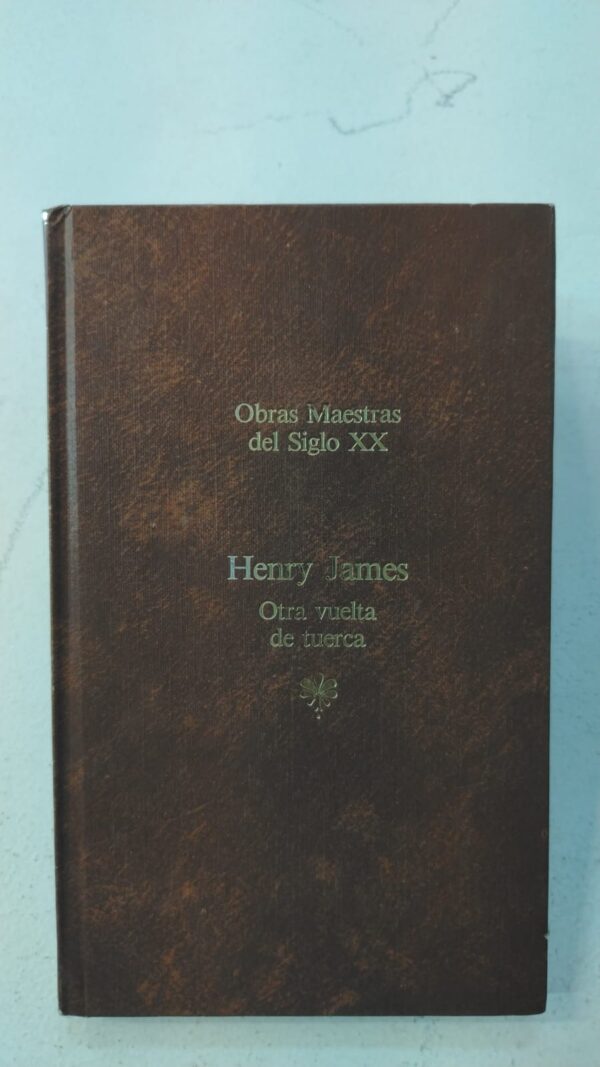 Obras Maestras
del Siglo XX
Henry James
Otra vuelta
de tuerca